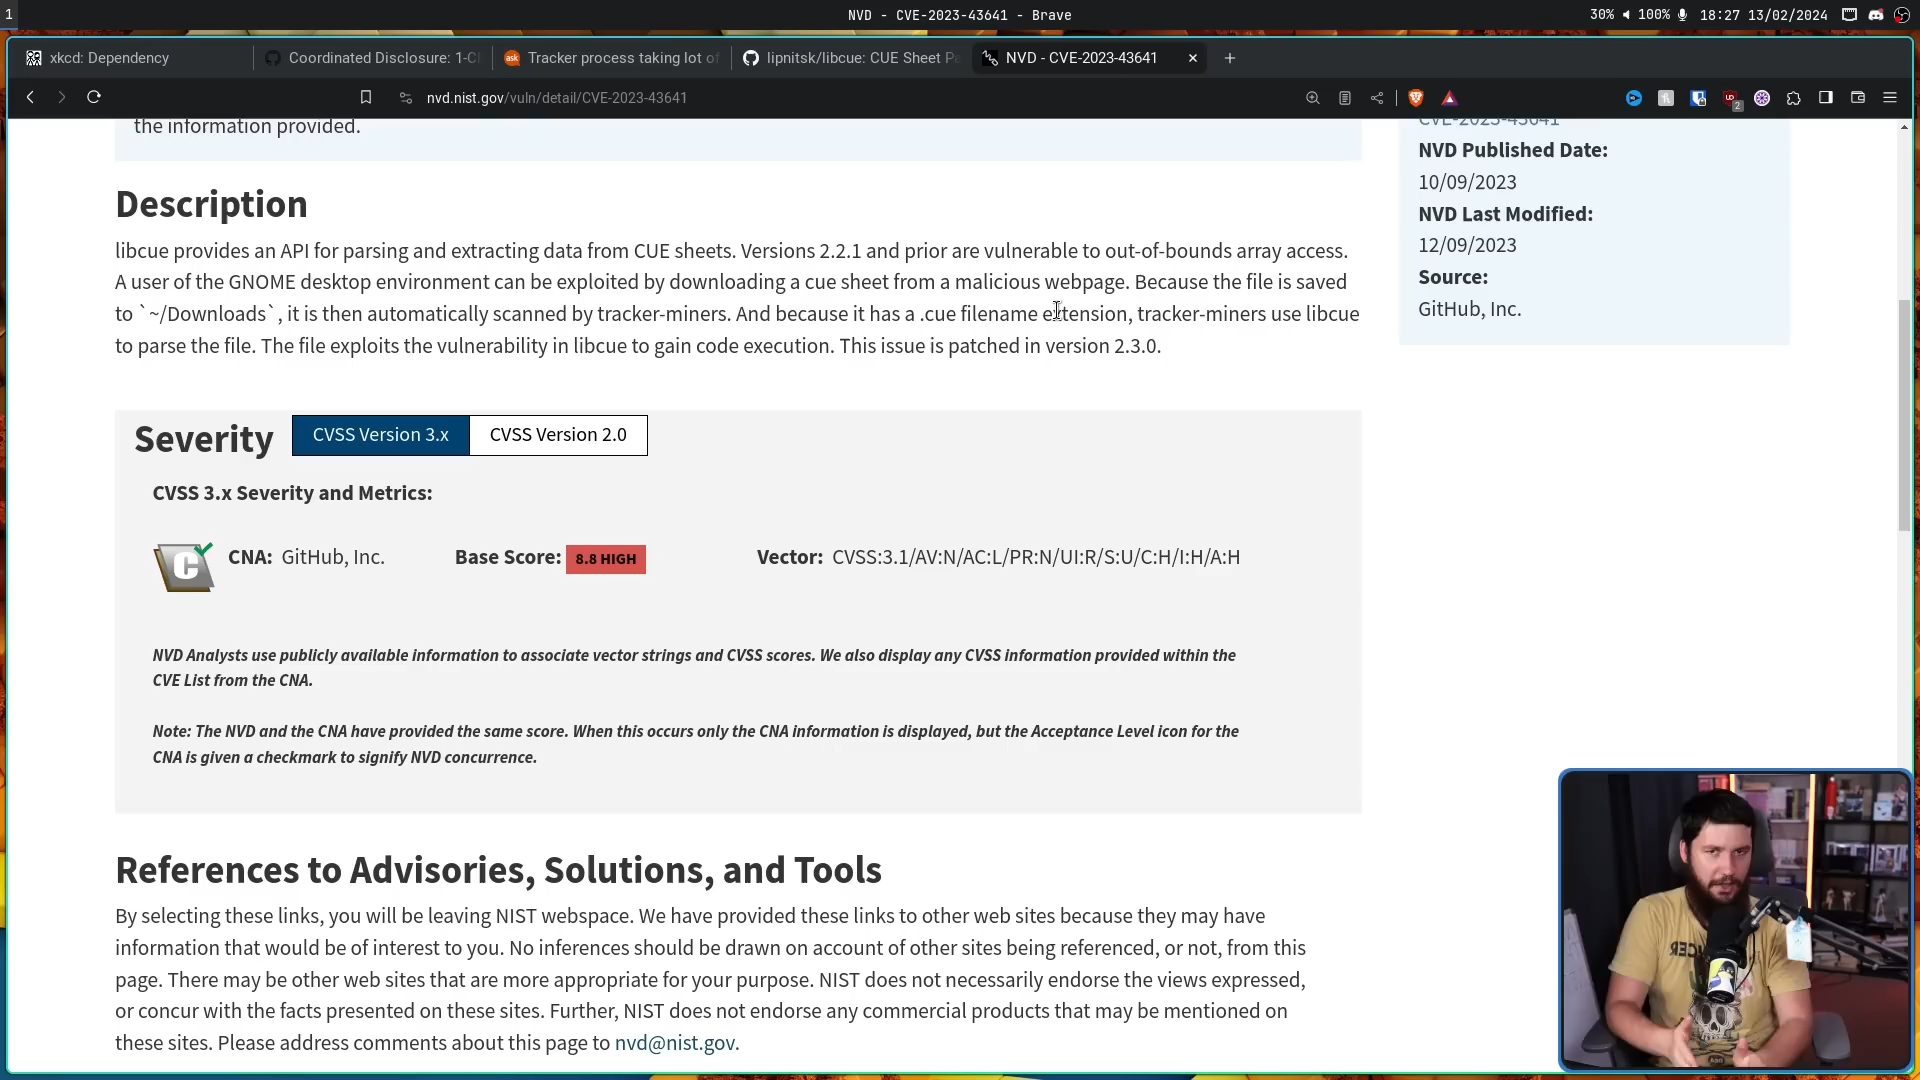 1
NVD - CVE-2023-43641 - Brave
30% 100% 18:27 13/02/2024
xkcd: Dependency
Coordinated Disclosure: 1-Cl
Tracker process taking lot of
lipnitsk/libcue: CUE Sheet Pa
NVD - CVE-2023-43641
nvd.nist.gov/vuln/detail/CVE-2023-43641
2
the information provided.
Description
libcue provides an API for parsing and extracting data from CUE sheets. Versions 2.2.1 and prior are vulnerable to out-of-bounds array access.
A user of the GNOME desktop environment can be exploited by downloading a cue sheet from a malicious webpage. Because the file is saved
to `~/Downloads`, it is then automatically scanned by tracker-miners. And because it has a .cue filename extension, tracker-miners use libcue
to parse the file. The file exploits the vulnerability in libcue to gain code execution. This issue is patched in version 2.3.0.
CVE-2023-43641
NVD Published Date:
10/09/2023
NVD Last Modified:
12/09/2023
Source:
GitHub, Inc.
Severity
CVSS Version 3.x
CVSS Version 2.0
CVSS 3.x Severity and Metrics:
C
CNA: GitHub, Inc.
Base Score: 8.8 HIGH
Vector: CVSS:3.1/AV:N/AC:L/PR:N/UI:R/S:U/C:H/I:H/A:H
NVD Analysts use publicly available information to associate vector strings and CVSS scores. We also display any CVSS information provided within the
CVE List from the CNA.
Note: The NVD and the CNA have provided the same score. When this occurs only the CNA information is displayed, but the Acceptance Level icon for the
CNA is given a checkmark to signify NVD concurrence.
References to Advisories, Solutions, and Tools
By selecting these links, you will be leaving NIST webspace. We have provided these links to other web sites because they may have
information that would be of interest to you. No inferences should be drawn on account of other sites being referenced, or not, from this
page. There may be other web sites that are more appropriate for your purpose. NIST does not necessarily endorse the views expressed,
or concur with the facts presented on these sites. Further, NIST does not endorse any commercial products that may be mentioned on
these sites. Please address comments about this page to nvd@nist.gov.